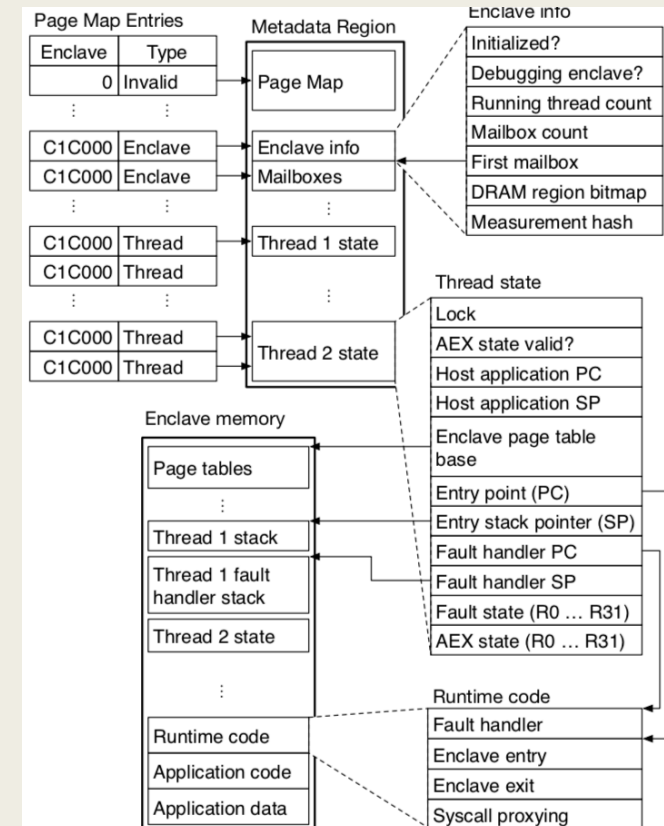 Page Map Entries
Enclave Type
0 Invalid
C1C000 Enclave
C1C000 Enclave
C1C000 Thread
C1C000 Thread
C1C000 Thread
C1C000 Thread
Metadata Region
Page Map
Enclave info
Mailboxes
Thread 1 state
Thread 2 state
Enclave info
Initialized?
Debugging enclave?
Running thread count
Mailbox count
First mailbox
DRAM region bitmap
Measurement hash
Thread state
Lock
AEX state valid?
Host application PC
Host application SP
Enclave page table
base
Entry point (PC)
Entry stack pointer (SP)
Fault handler PC
Fault handler SP
Fault state (R0 … R31)
AEX state (R0 … R31)
Enclave memory
Page tables
Thread 1 stack
Thread 1 fault
handler stack
Thread 2 state
Runtime code
Application code
Application data
Runtime code
Fault handler
Enclave entry
Enclave exit
Syscall proxying